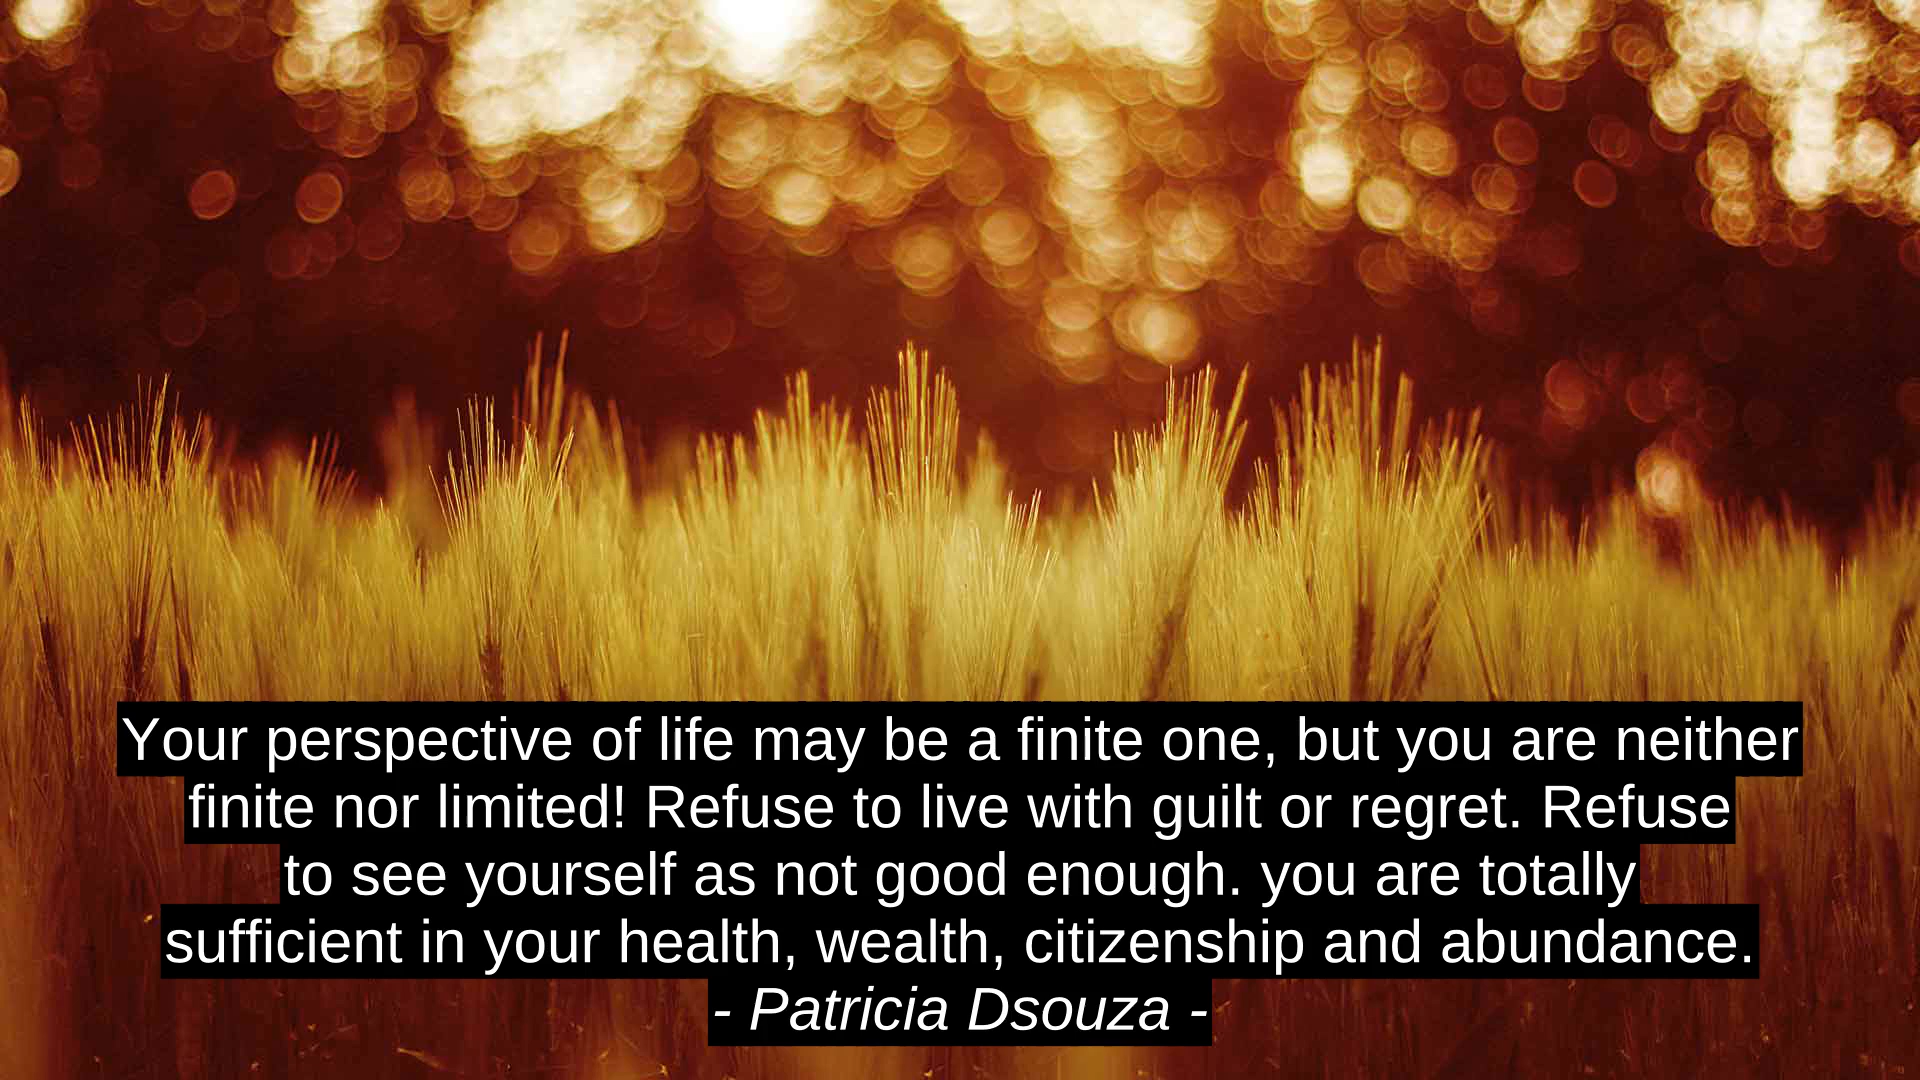 Your perspective of life may be a finite one, but you are neither
finite nor limited! Refuse to live with guilt or regret. Refuse
to see yourself as not good enough. you are totally
sufficient in your health, wealth, citizenship and abundance.
- Patricia Dsouza -